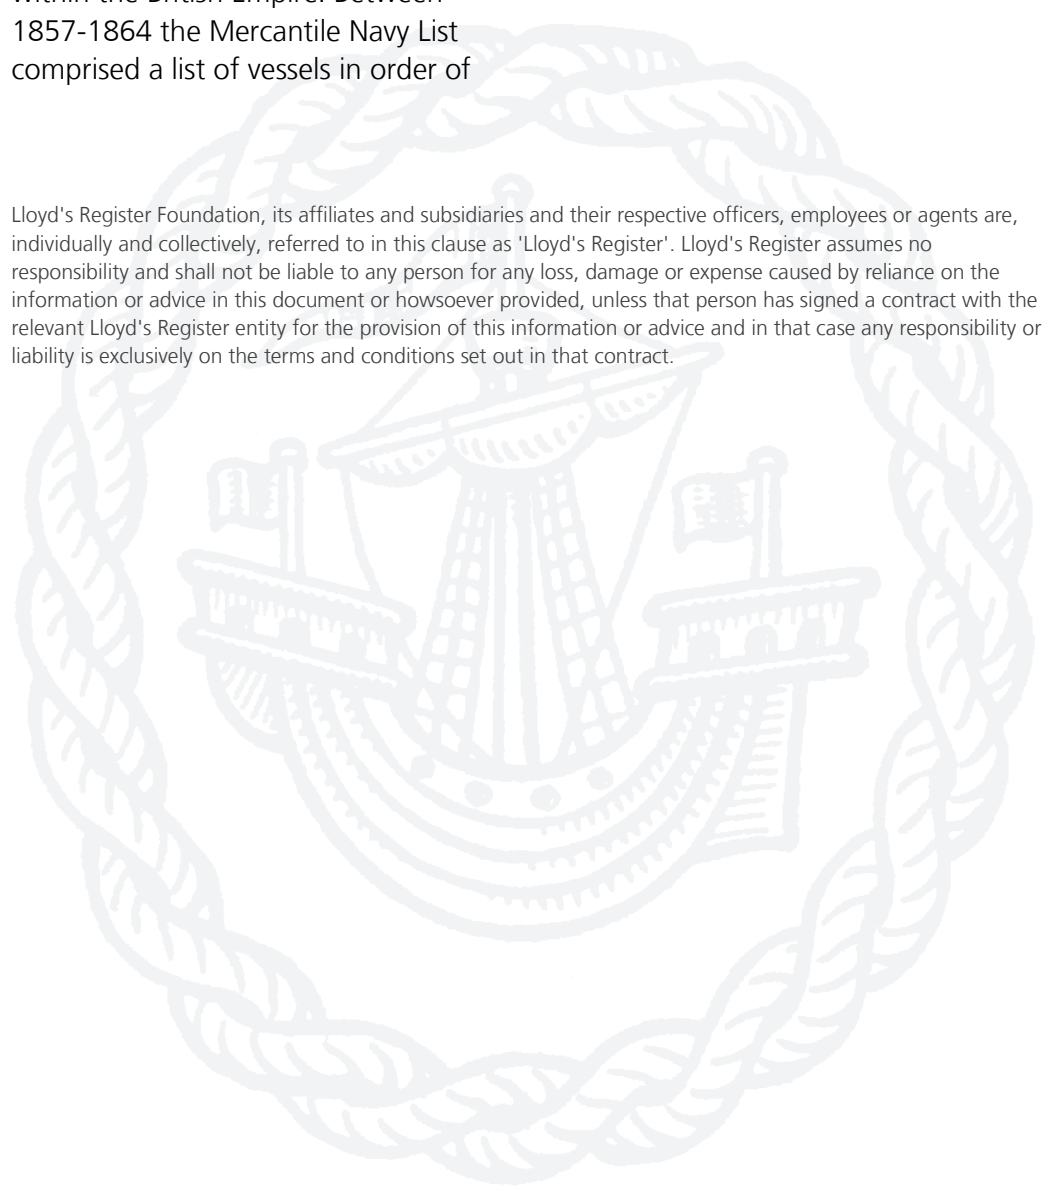 within the British Empire. Between
1857-1864 the Mercantile Navy List
comprised a list of vessels in order of
Lloyd's Register Foundation, its affiliates and subsidiaries and their respective officers, employees or agents are,
individually and collectively, referred to in this clause as 'Lloyd's Register'. Lloyd's Register assumes no
responsibility and shall not be liable to any person for any loss, damage or expense caused by reliance on the
information or advice in this document or howsoever provided, unless that person has signed a contract with the
relevant Lloyd's Register entity for the provision of this information or advice and in that case any responsibility or
liability is exclusively on the terms and conditions set out in that contract.